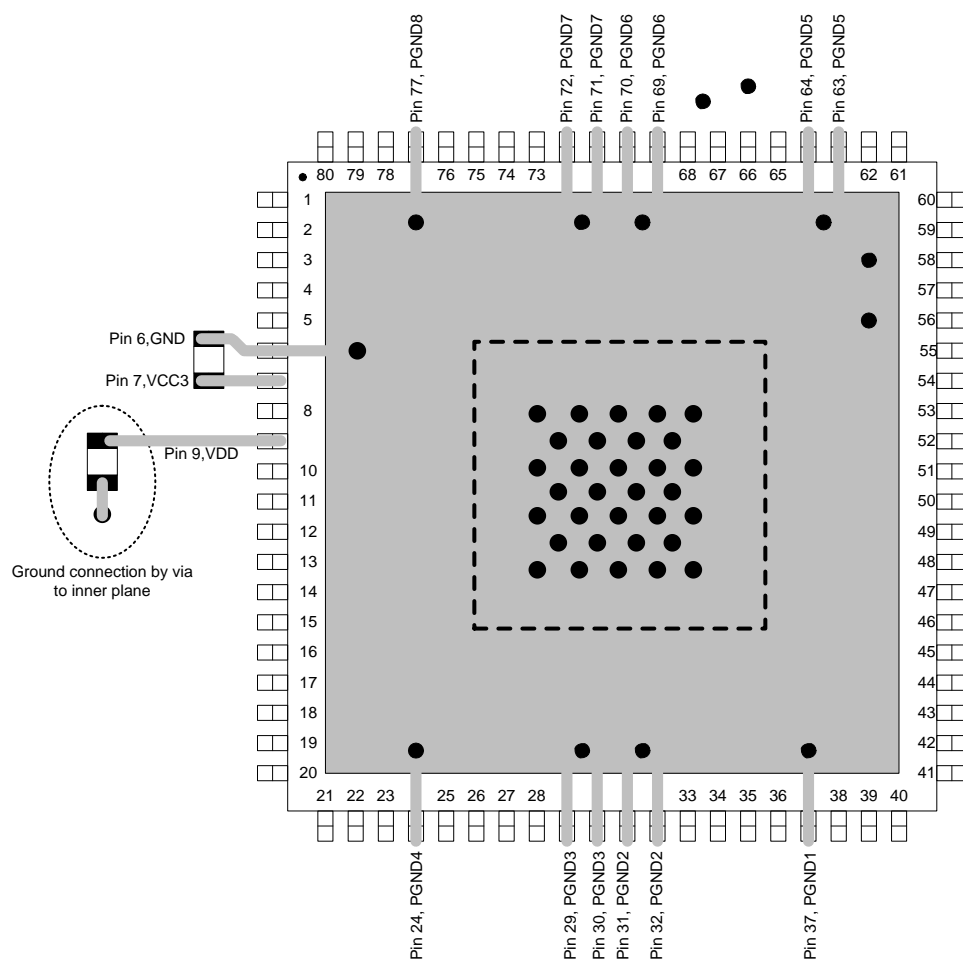 Pin 77, PGND8
Pin 72, PGND7
Pin 71, PGND7
Pin 70, PGND6
Pin 69, PGND6
Pin 64, PGND5
Pin 63, PGND5
80 79 78 76 75 74 73 68 67 66 65 62 61
1 60
2 59
3 58
4 57
5 56
Pin 6,GND 55
Pin 7,VCC3 54
8 53
Pin 9,VDD 52
10 51
11 50
12 49
13 48
Ground connection by via
to inner plane
14 47
15 46
16 45
17 44
18 43
19 42
20 41
21 22 23 25 26 27 28 33 34 35 36 38 39 40
Pin 24, PGND4
Pin 29, PGND3
Pin 30, PGND3
Pin 31, PGND2
Pin 32, PGND2
Pin 37, PGND1